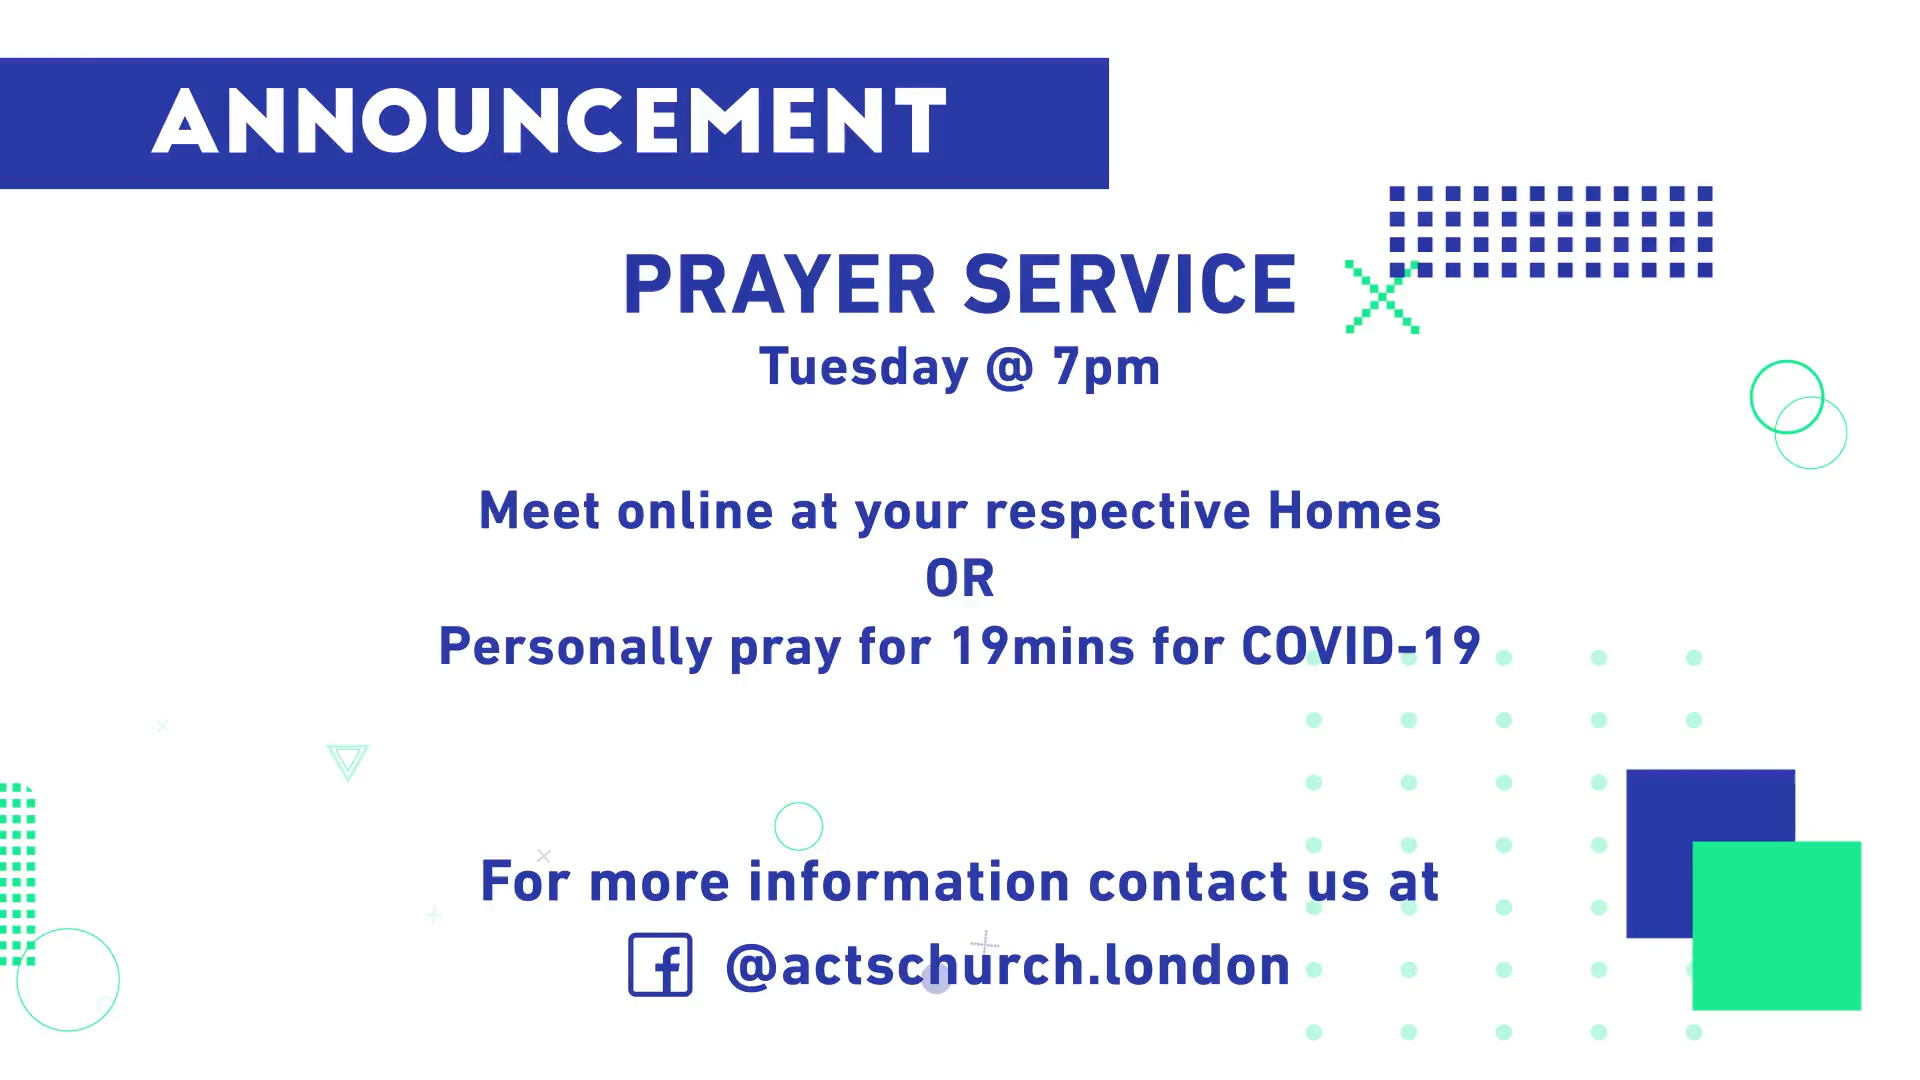 ANNOUNCEMENT
PRAYER SERVICE
Tuesday @ 7pm
Meet online at your respective Homes
OR
Personally pray for 19mins for COVID-19
For more information contact us at
@actschurch.london